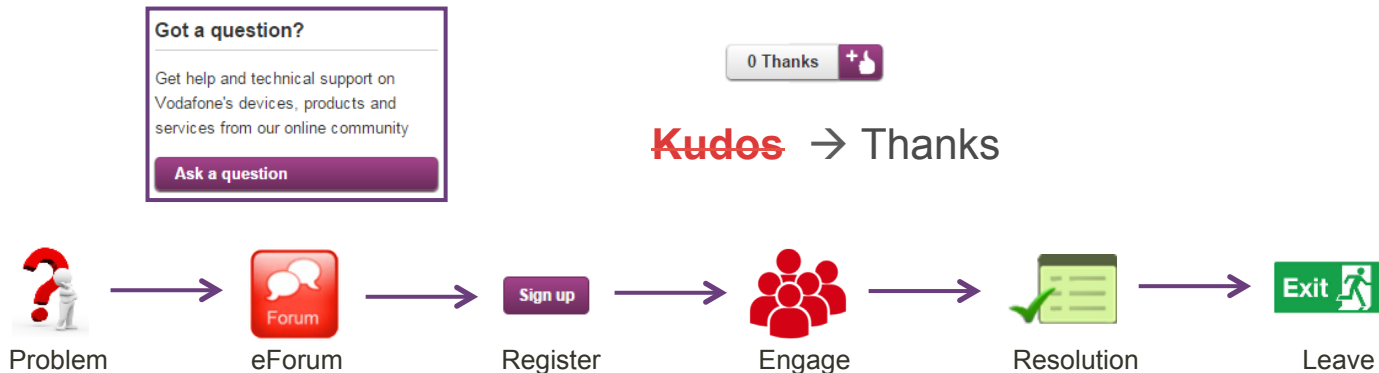 Got a question?
Get help and technical support on
Vodafone's devices, products and
services from our online community
Ask a question
0 Thanks
Kudos → Thanks
Forum
Sign up
Exit
Problem
eForum
Register
Engage
Resolution
Leave